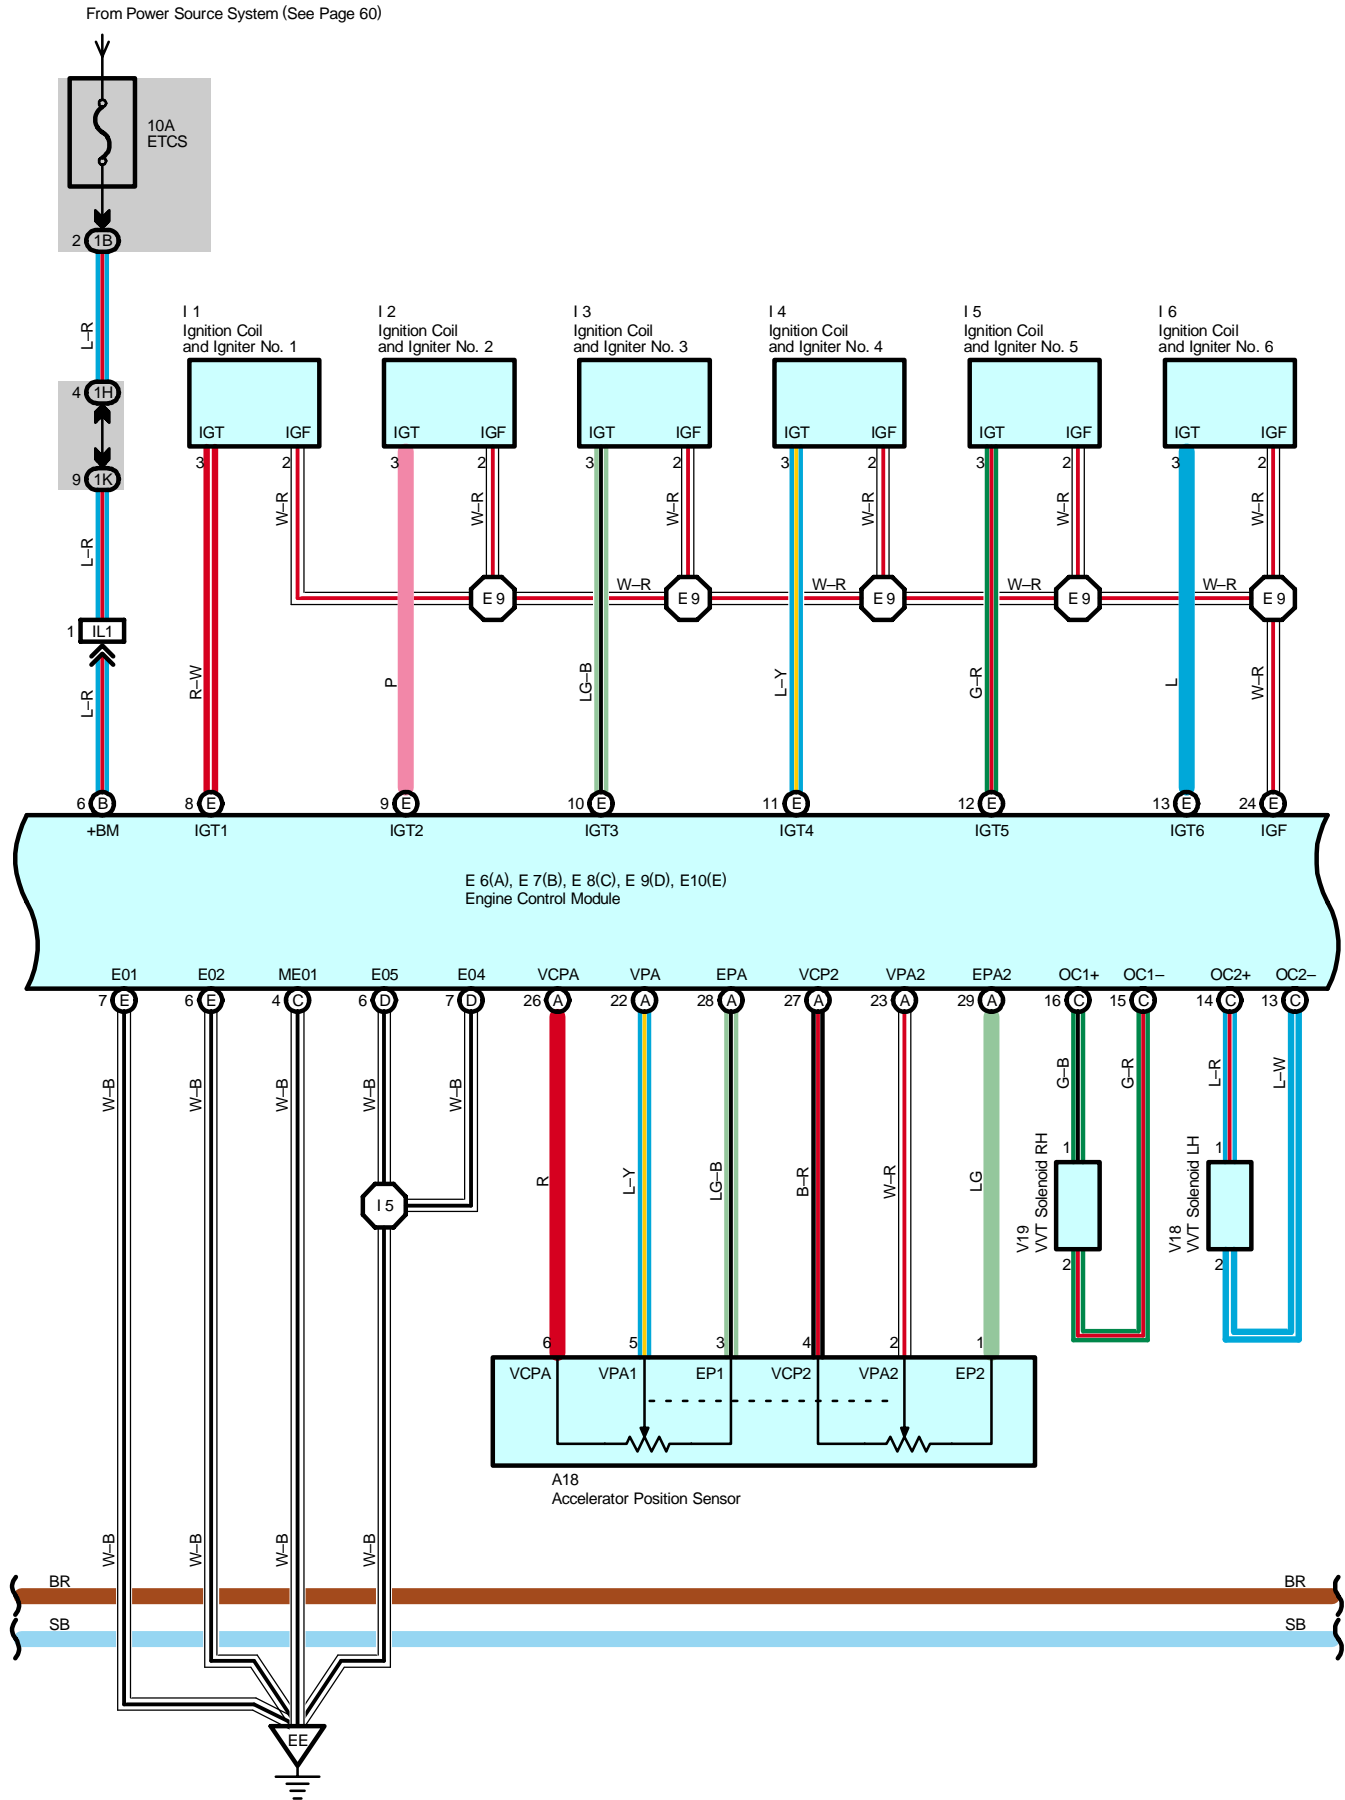 From Power Source System (See Page 60)
10A
ETCS
2 1B
L–R
4 1H
9 1K
L–R
1 IL1
L–R
I 1
Ignition Coil
and Igniter No. 1
I 2
Ignition Coil
and Igniter No. 2
I 3
Ignition Coil
and Igniter No. 3
I 4
Ignition Coil
and Igniter No. 4
I 5
Ignition Coil
and Igniter No. 5
I 6
Ignition Coil
and Igniter No. 6
IGT IGF IGT IGF IGT IGF IGT IGF IGT IGF IGT IGF
3 2 3 2 3 2 3 2 3 2 3 2
W–R W–R W–R W–R W–R W–R
W–R W–R W–R W–R
E 9 E 9 E 9 E 9 E 9
R–W P LG–B L–Y G–R L W–R
6 B 8 E 9 E 10 E 11 E 12 E 13 E 24 E
+BM IGT1 IGT2 IGT3 IGT4 IGT5 IGT6 IGF
E 6(A), E 7(B), E 8(C), E 9(D), E10(E)
Engine Control Module
E01 E02 ME01 E05 E04 VCPA VPA EPA VCP2 VPA2 EPA2 OC1+ OC1– OC2+ OC2–
7 E 6 E 4 C 6 D 7 D 26 A 22 A 28 A 27 A 23 A 29 A 16 C 15 C 14 C 13 C
W–B W–B W–B W–B W–B G–B G–R L–R L–W
R L–Y LG–B B–R W–R LG
I 5
1 1
V19
VVT Solenoid RH
V18
VVT Solenoid LH
2 2
6 5 3 4 2 1
VCPA VPA1 EP1 VCP2 VPA2 EP2
A18
Accelerator Position Sensor
W–B W–B W–B W–B
BR BR
SB SB
EE